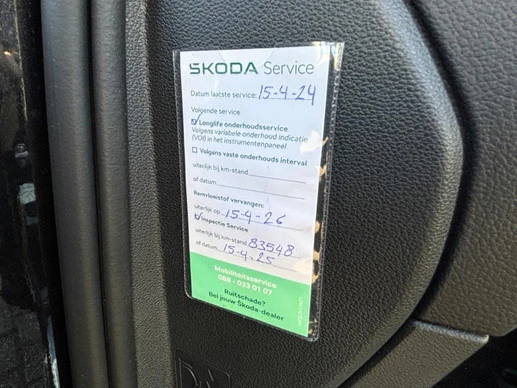 ŠKODA Service
Datum laatste service: 15-4-24
Volgende service
Longlife onderhoudsservice
Volgens variabele onderhoud indicatie
(VOI) in het instrumentenpaneel
Volgens vaste onderhouds interval
uiterlijk bij km-stand
of datum
Remvloeistof vervangen:
uiterlijk op 15-4-26
Inspectie Service
uiterlijk bij km-stand 83548
of datum 15-4-25
Mobiliteitsservice
088 - 033 01 07
Ruitschade?
Bel jouw Škoda-dealer